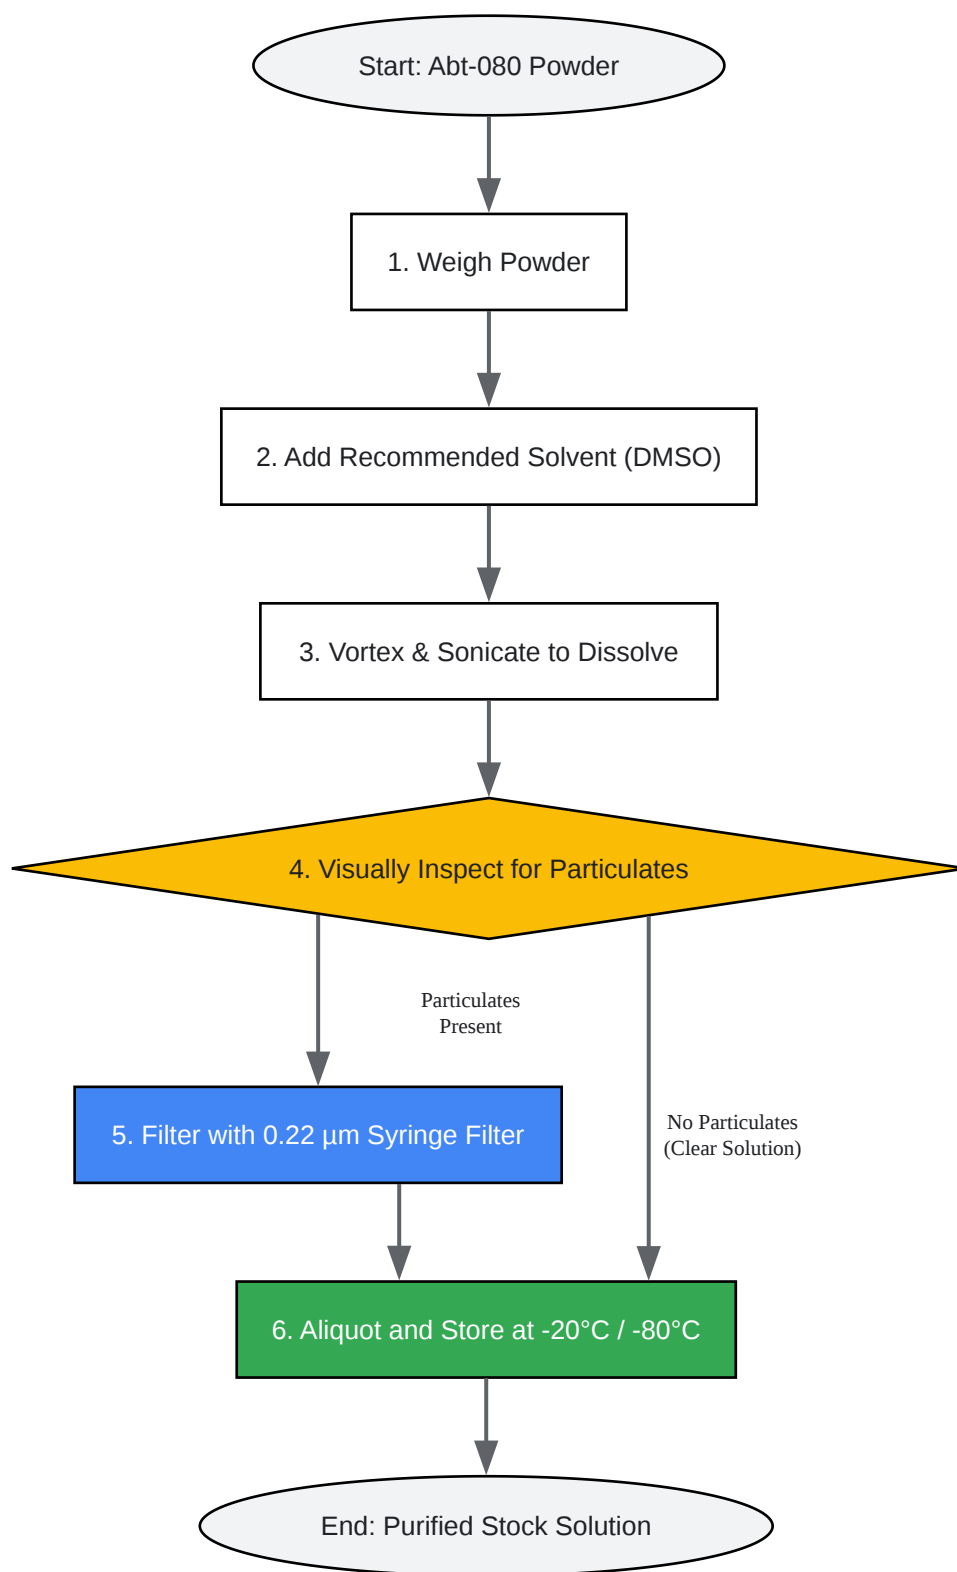 Start: Abt-080 Powder
1. Weigh Powder
2. Add Recommended Solvent (DMSO)
3. Vortex & Sonicate to Dissolve
4. Visually Inspect for Particulates
Particulates
Present
5. Filter with 0.22 µm Syringe Filter
No Particulates
(Clear Solution)
6. Aliquot and Store at -20°C / -80°C
End: Purified Stock Solution